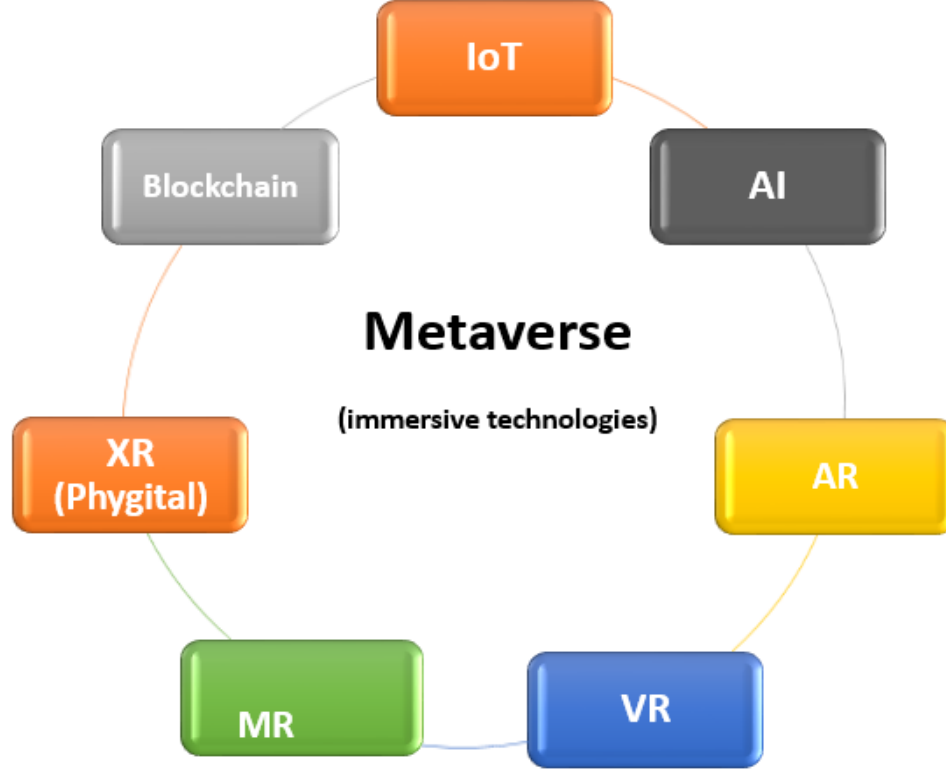 IoT
Blockchain
AI
Metaverse
(immersive technologies)
XR
(Phygital)
AR
MR
VR